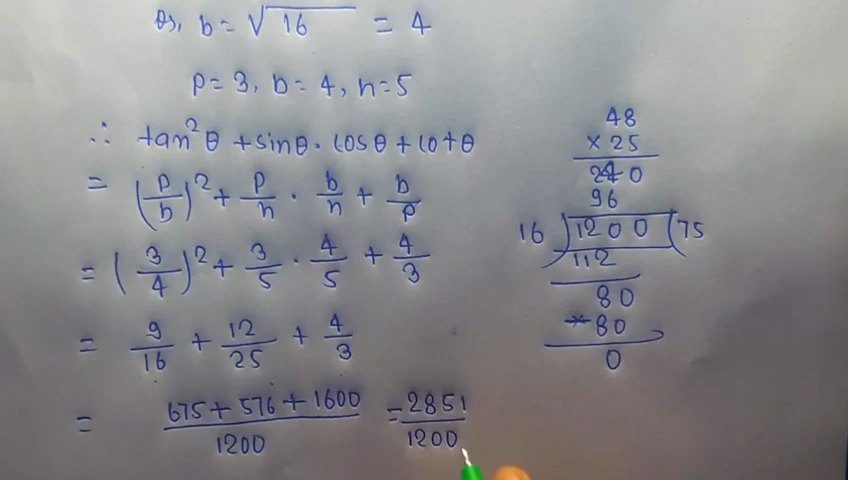 Or, b = √16 = 4
p = 3, b = 4, h = 5
∴ tan²θ + sinθ · cosθ + cotθ
= (p/b)² + p/h · b/h + b/p
= (3/4)² + 3/5 · 4/5 + 4/3
= 9/16 + 12/25 + 4/3
= 675 + 576 + 1600 / 1200 = 2851/1200
48
× 25
240
96
16 ) 1200 ( 75
112
80
× 80
0